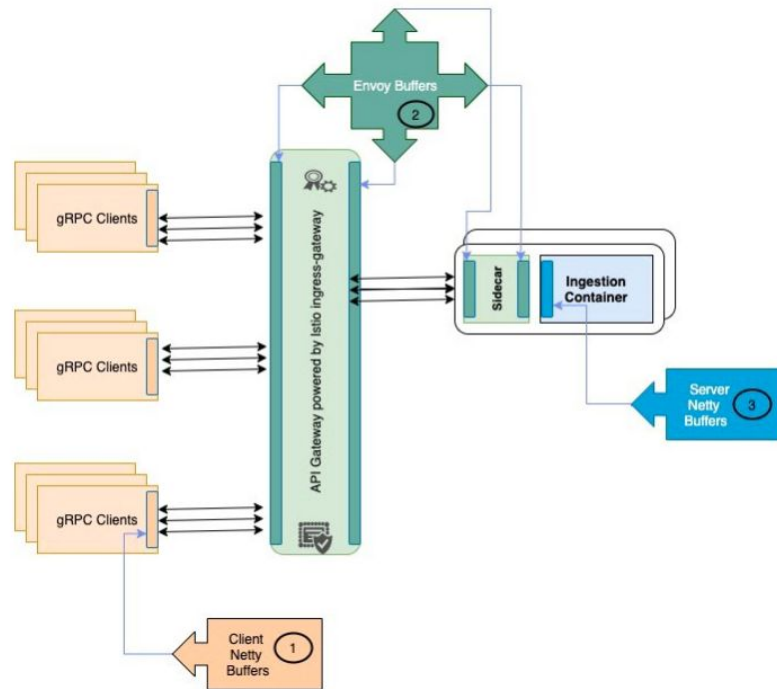 Envoy Buffers
2
gRPC Clients
gRPC Clients
gRPC Clients
API Gateway powered by Istio ingress-gateway
Sidecar
Ingestion
Container
Server
Netty
Buffers
3
Client
Netty
Buffers
1